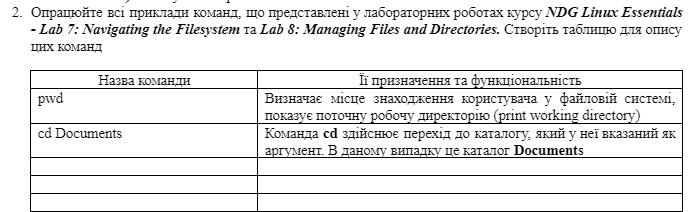 2. Опрацюйте всі приклади команд, що представлені у лабораторних роботах курсу NDG Linux Essentials
- Lab 7: Navigating the Filesystem та Lab 8: Managing Files and Directories. Створіть таблицю для опису
цих команд
Назва команди
Її призначення та функціональність
pwd
Визначає місце знаходження користувача у файловій системі,
показує поточну робочу директорію (print working directory)
cd Documents
Команда cd здійснює перехід до каталогу, який у неї вказаний як
аргумент. В даному випадку це каталог Documents